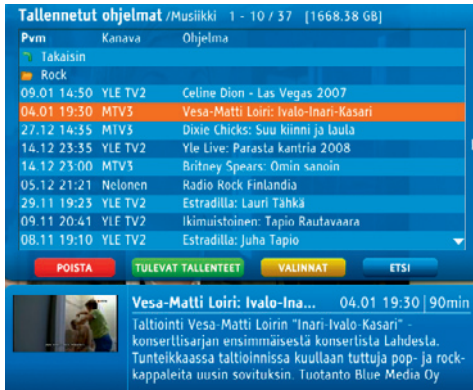 Tallennetut ohjelmat /Musiikki 1 - 10 / 37 [1668.38 GB]
Pvm Kanava Ohjelma
Takaisin
Rock
09.01 14:50 YLE TV2 Celine Dion - Las Vegas 2007
04.01 19:30 MTV3 Vesa-Matti Loiri: Ivalo-Inari-Kasari
27.12 14:35 MTV3 Dixie Chicks: Suu kiinni ja laula
14.12 23:35 YLE TV2 Yle Live: Parasta kantria 2008
14.12 23:00 MTV3 Britney Spears: Omin sanoin
05.12 21:21 Nelonen Radio Rock Finlandia
29.11 19:23 YLE TV2 Estradilla: Lauri Tähkä
09.11 20:41 YLE TV2 Ikimuistoinen: Tapio Rautavaara
08.11 19:10 YLE TV2 Estradilla: Juha Tapio
POISTA TULEVAT TALLENTEET VALINNAT ETSI
Vesa-Matti Loiri: Ivalo-Ina... 04.01 19:30 90min
Taltiointi Vesa-Matti Loirin "Inari-Ivalo-Kasari" -
konserttisarjan ensimmäisestä konsertista Lahdesta.
Tunteikkaassa taltioinnissa kuullaan tuttuja pop- ja rock-
kappaleita uusin sovituksin. Tuotanto Blue Media Oy